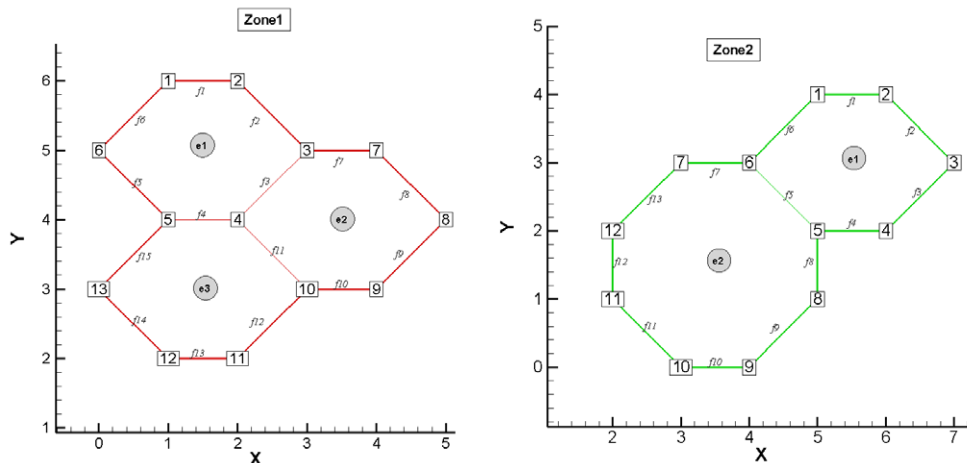 Zone1
6
5
4
3
2
1
Y
0 1 2 3 4 5
X
1 2
f1
f6 f2
e1
6 3 7
f7
f5 f3 f8
5 4 8
f4
e2
f15 f11 f9
13 10 9
f10
e3
f14 f12
12 11
f13
Zone2
5
4
3
2
1
0
Y
2 3 4 5 6 7
X
1 2
f1
f6 f2
e1
7 6 3
f7
f13 f5 f3
12 5 4
f4
f12 e2 f8
11 8
f11 f9
10 9
f10